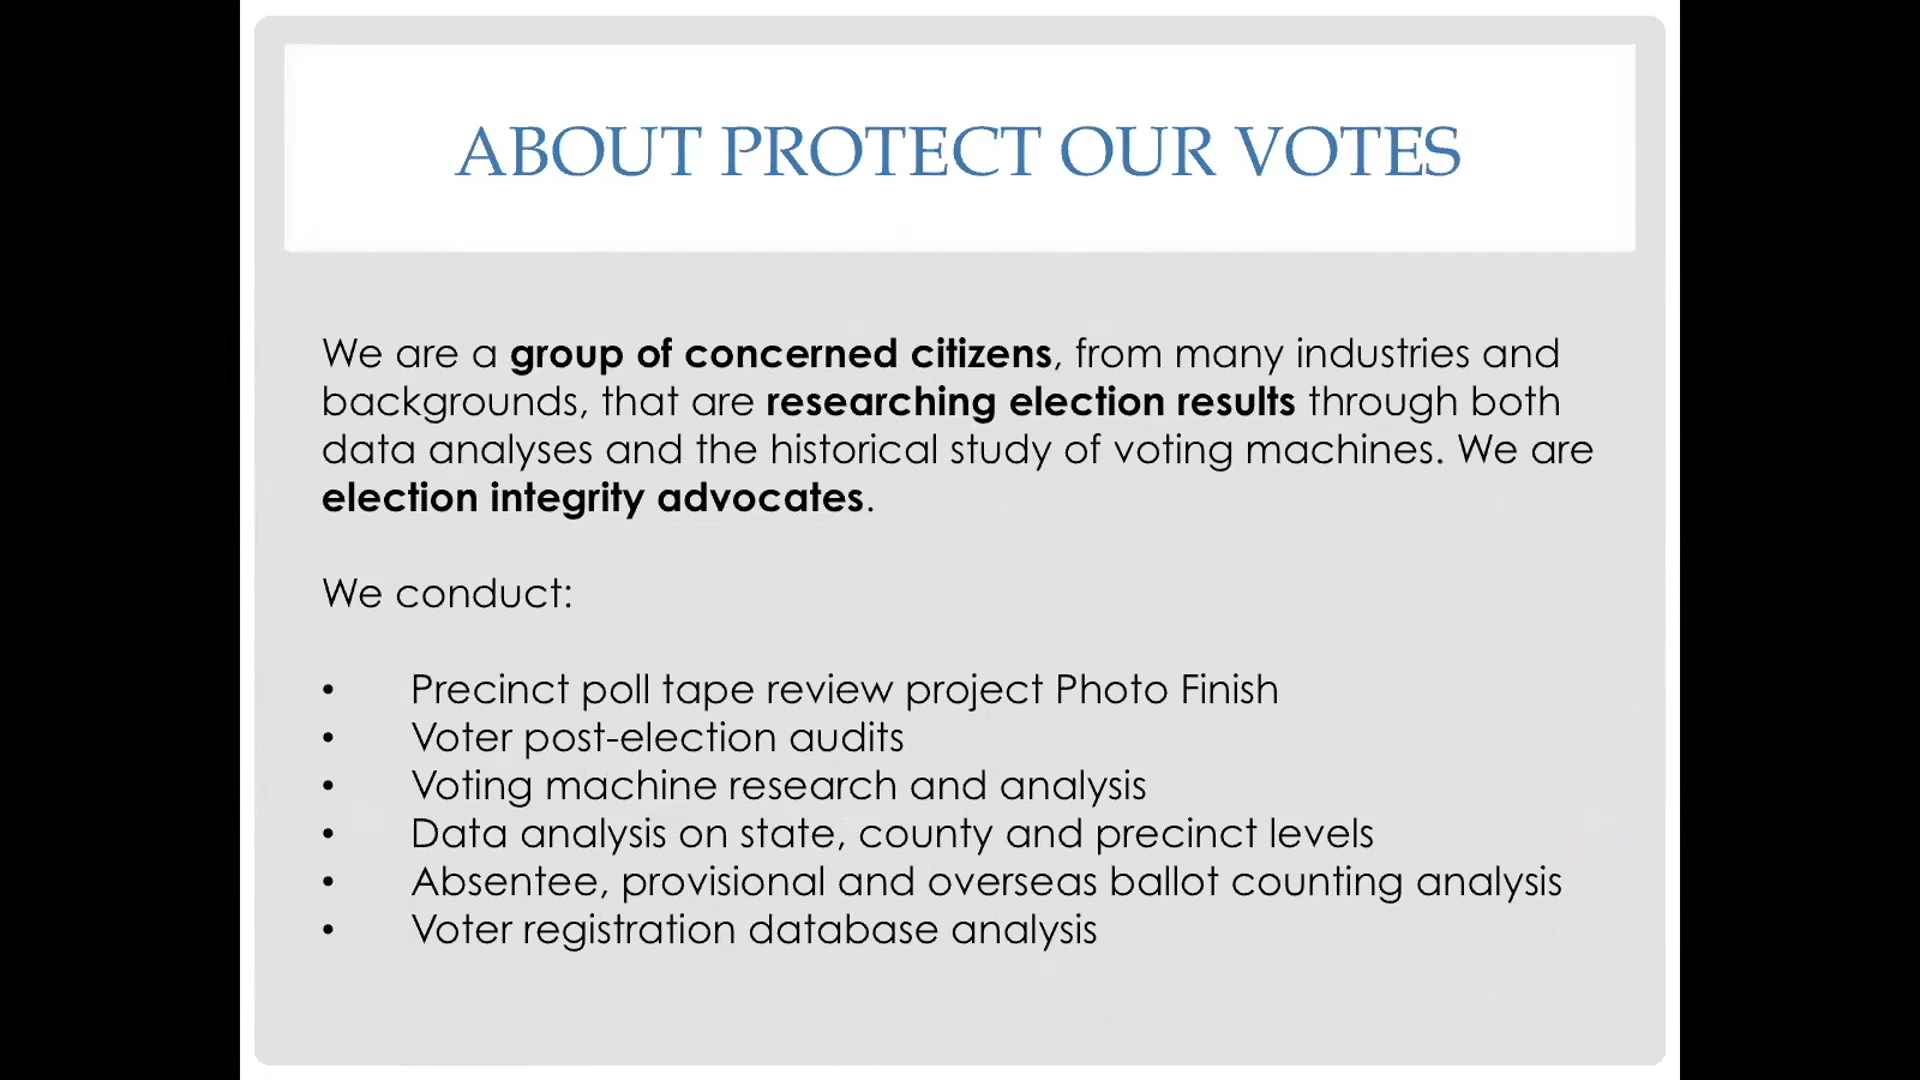 ABOUT PROTECT OUR VOTES
We are a group of concerned citizens, from many industries and
backgrounds, that are researching election results through both
data analyses and the historical study of voting machines. We are
election integrity advocates.
We conduct:
• Precinct poll tape review project Photo Finish
• Voter post-election audits
• Voting machine research and analysis
• Data analysis on state, county and precinct levels
• Absentee, provisional and overseas ballot counting analysis
• Voter registration database analysis